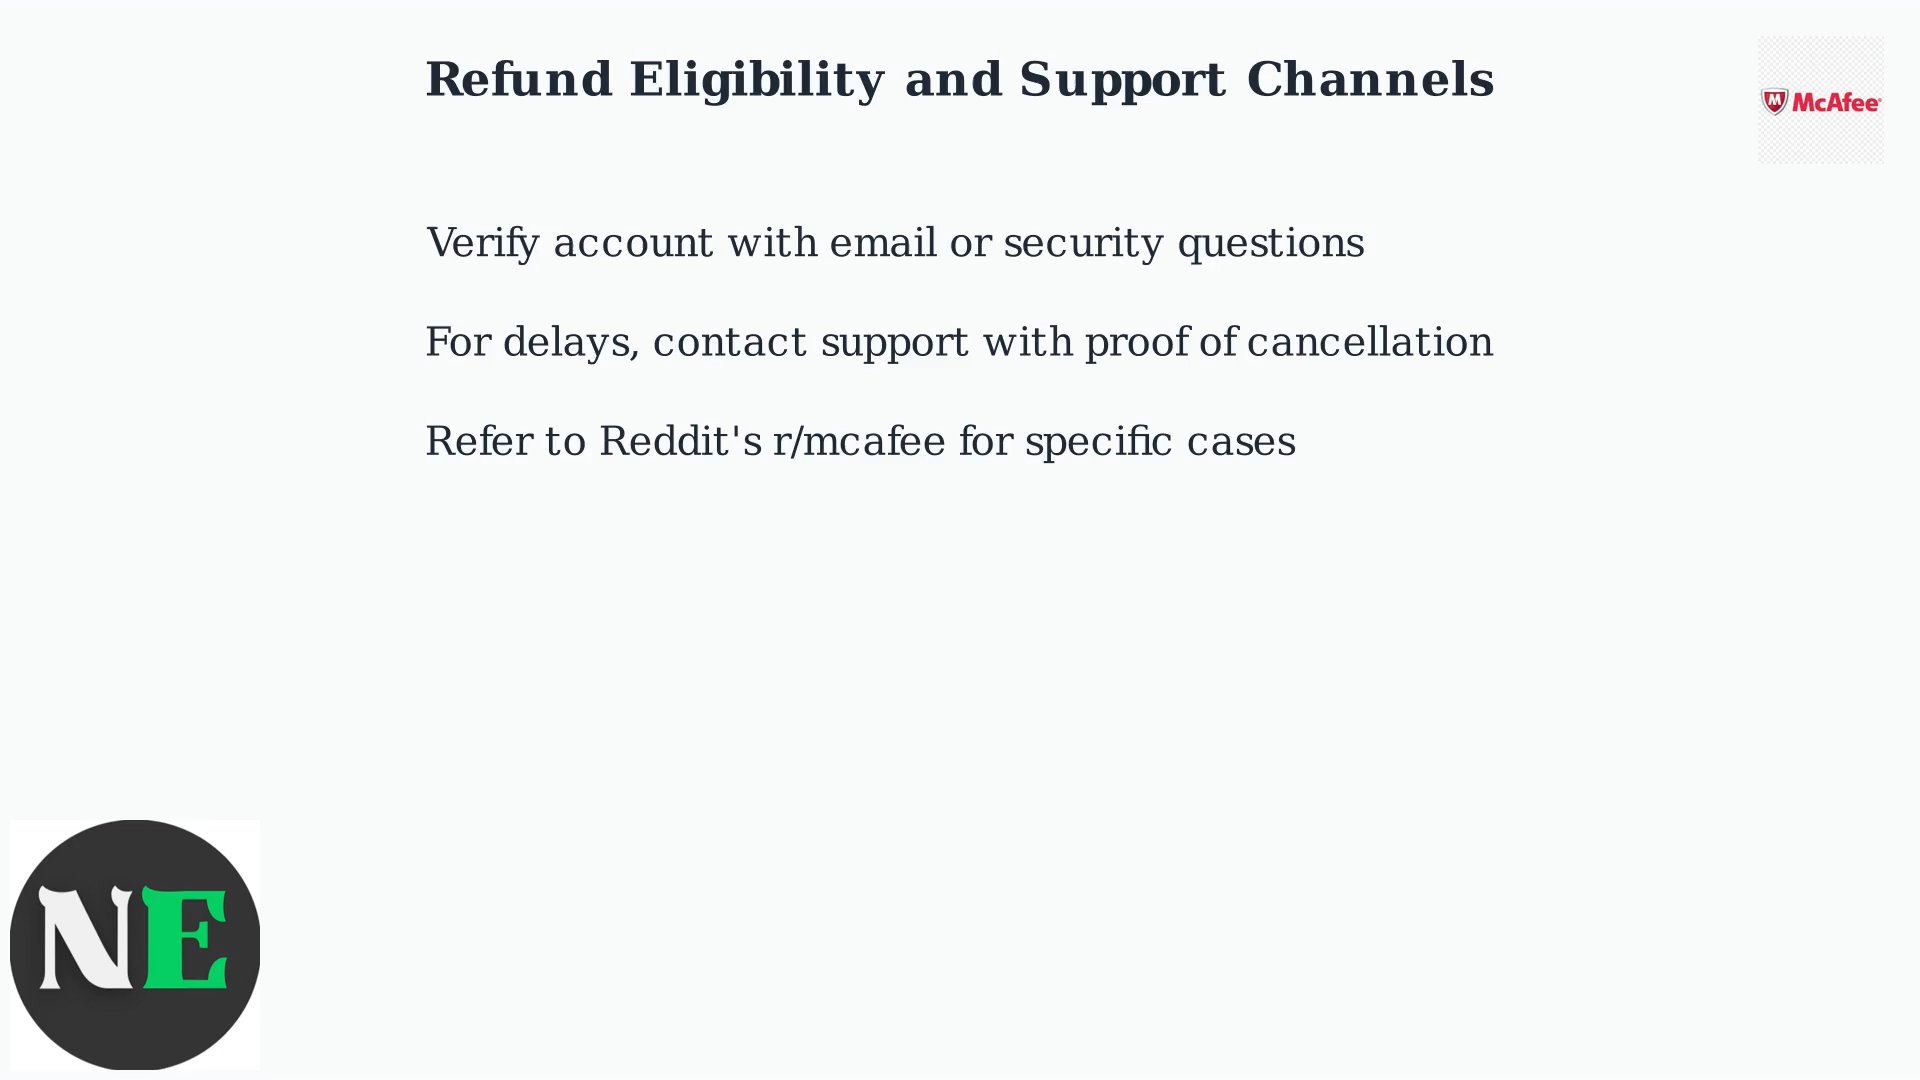 Refund Eligibility and Support Channels
McAfee
Verify account with email or security questions
For delays, contact support with proof of cancellation
Refer to Reddit's r/mcafee for specific cases
NE